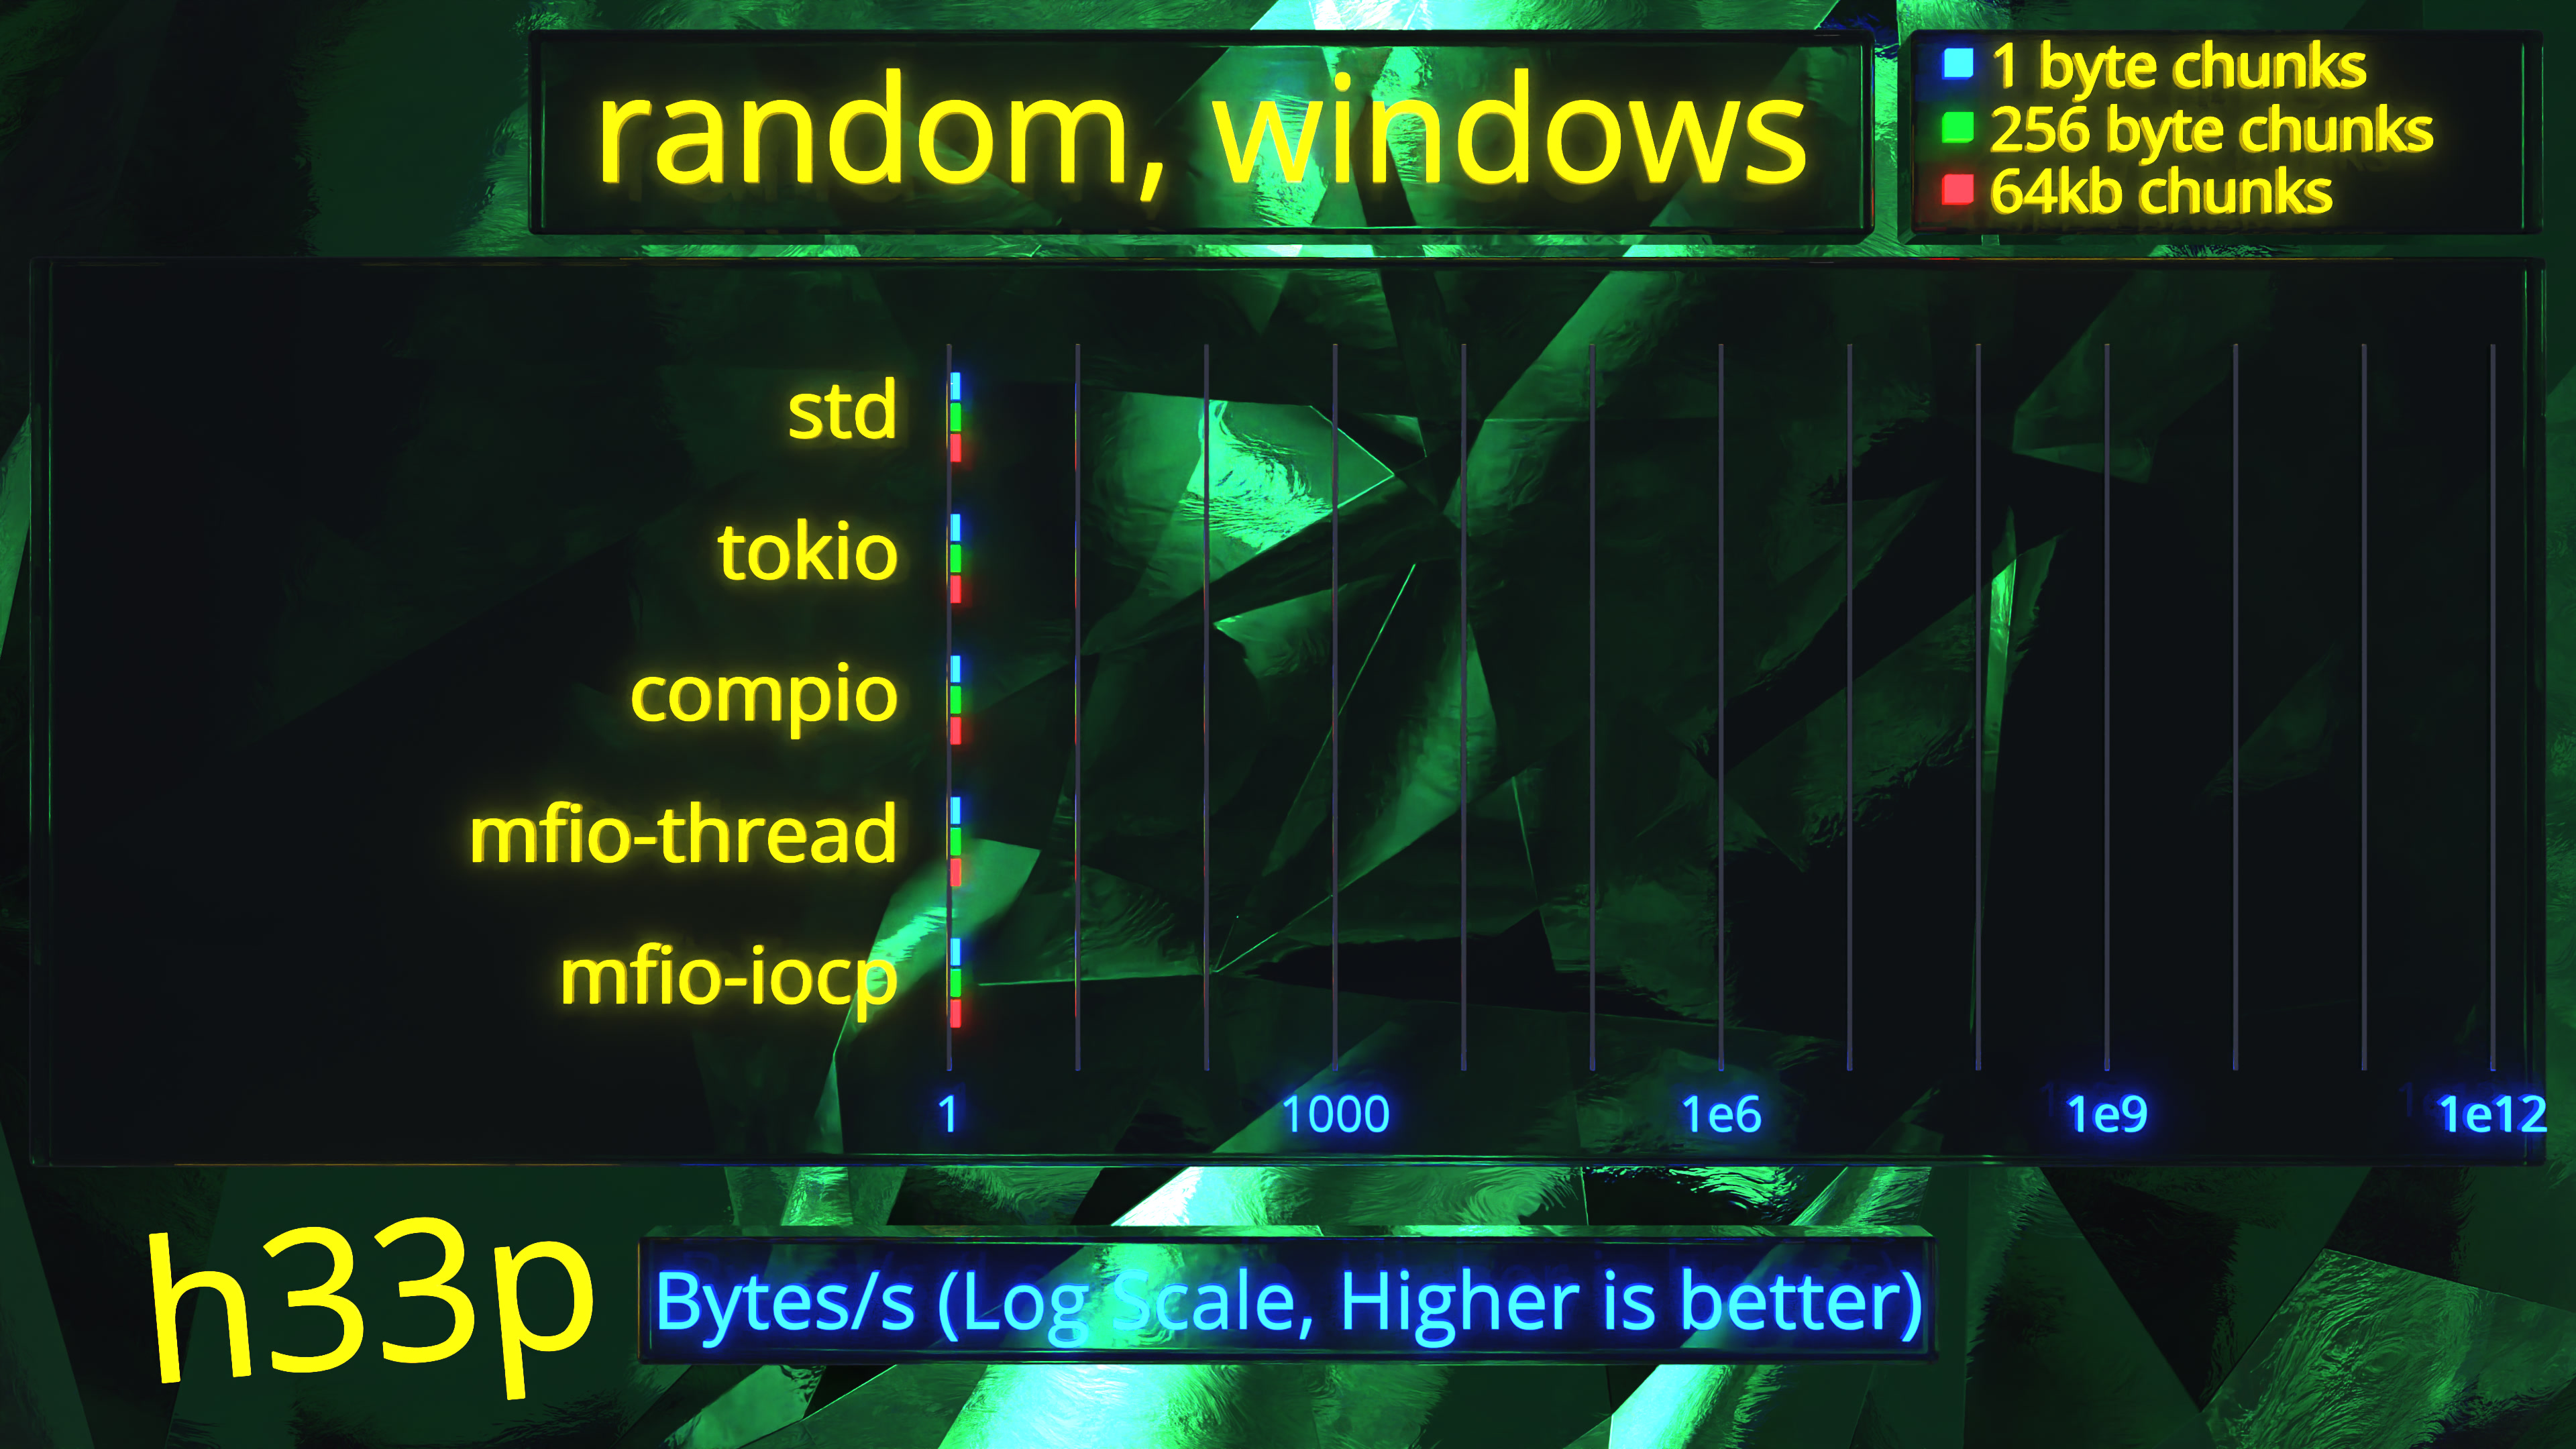 random, windows
1 byte chunks
256 byte chunks
64kb chunks
std
tokio
compio
mfio-thread
mfio-iocp
1 1000 1e6 1e9 1e12
h33p
Bytes/s (Log Scale, Higher is better)